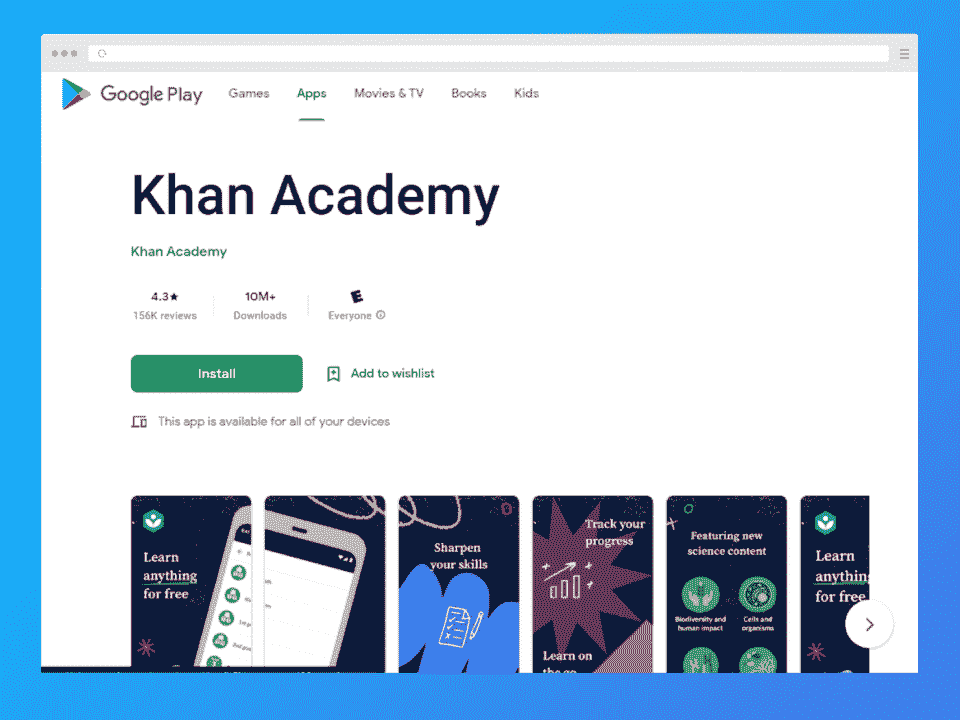 Google Play Games Apps Movies & TV Books Kids
Khan Academy
Khan Academy
4.3★ 10M+ E
156K reviews Downloads Everyone
Install Add to wishlist
This app is available for all of your devices
Learn
anything
for free
Sharpen
your skills
Track your
progress
Learn on
the go
Featuring new
science content
Biodiversity and
human impact
Cells and
organisms
Learn
anything
for free